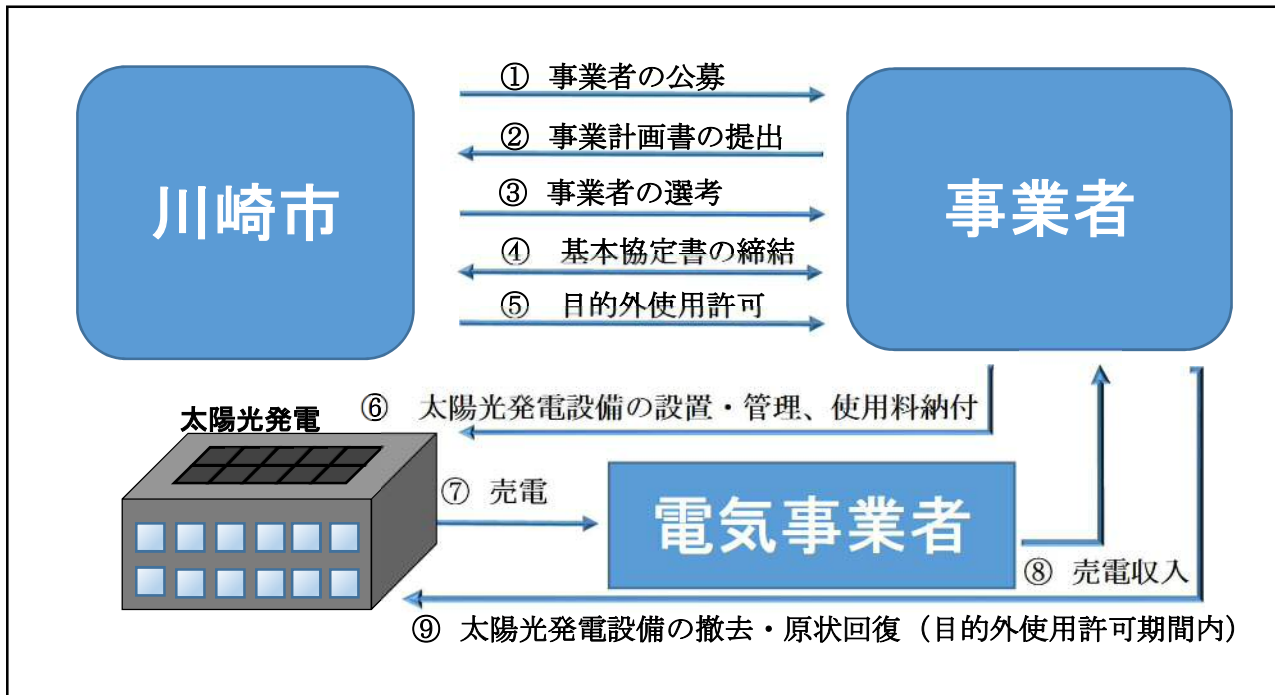 川崎市
① 事業者の公募
② 事業計画書の提出
③ 事業者の選考
④ 基本協定書の締結
⑤ 目的外使用許可
事業者
太陽光発電
⑥ 太陽光発電設備の設置・管理、使用料納付
⑦ 売電
電気事業者
⑧ 売電収入
⑨ 太陽光発電設備の撤去・原状回復（目的外使用許可期間内）